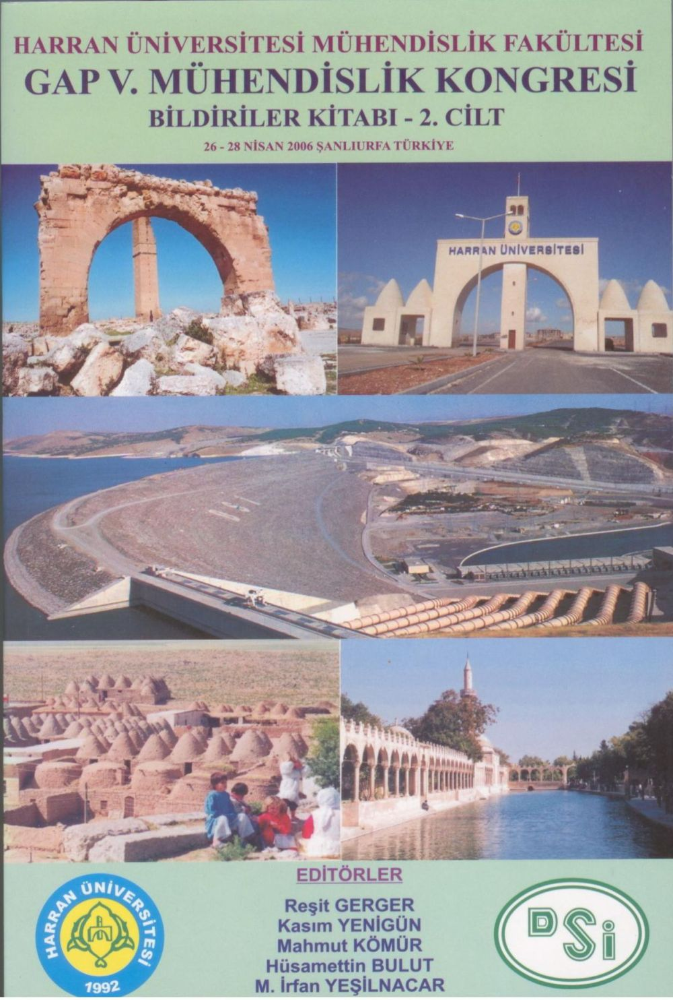 HARRAN ÜNİVERSİTESİ MÜHENDİSLİK FAKÜLTESİ
GAP V. MÜHENDİSLİK KONGRESİ
BİLDİRİLER KİTABI - 2. CİLT
26 - 28 NİSAN 2006 ŞANLIURFA TÜRKİYE
HARRAN ÜNİVERSİTESİ
EDİTÖRLER
Reşit GERGER
Kasım YENİGÜN
Mahmut KÖMÜR
Hüsamettin BULUT
M. İrfan YEŞİLNACAR
HARRAN ÜNİVERSİTESİ
1992
DSİ